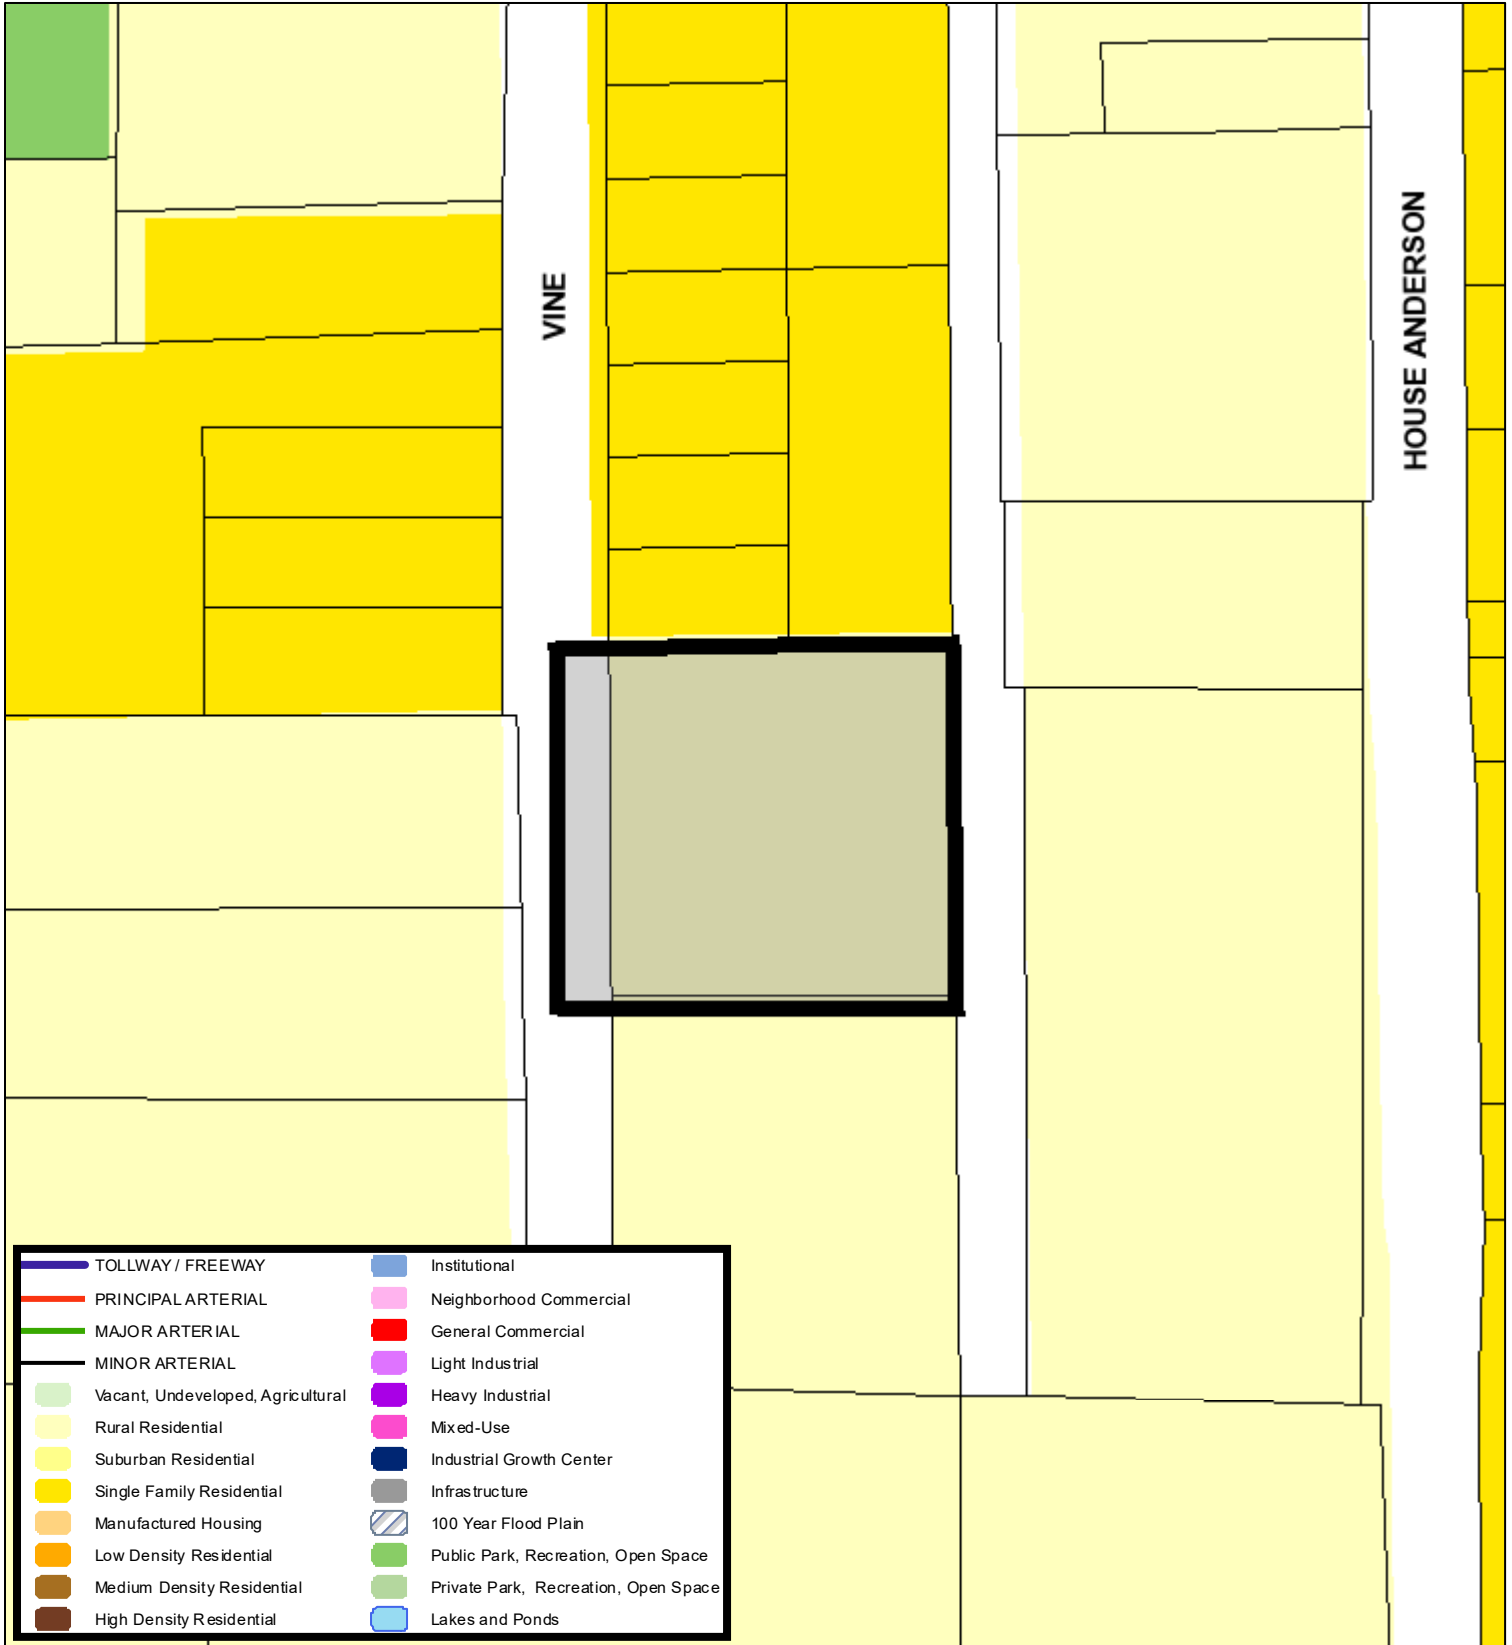 VINE
HOUSE ANDERSON
TOLLWAY / FREEWAY
PRINCIPAL ARTERIAL
MAJOR ARTERIAL
MINOR ARTERIAL
Vacant, Undeveloped, Agricultural
Rural Residential
Suburban Residential
Single Family Residential
Manufactured Housing
Low Density Residential
Medium Density Residential
High Density Residential
Institutional
Neighborhood Commercial
General Commercial
Light Industrial
Heavy Industrial
Mixed-Use
Industrial Growth Center
Infrastructure
100 Year Flood Plain
Public Park, Recreation, Open Space
Private Park, Recreation, Open Space
Lakes and Ponds